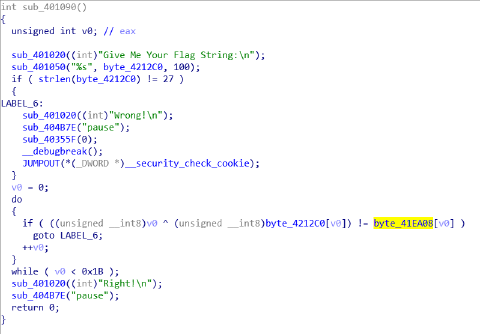 int sub_401090()
{
unsigned int v0; // eax
sub_401020((int)"Give Me Your Flag String:\n");
sub_401050("%s", byte_4212C0, 100);
if ( strlen(byte_4212C0) != 27 )
{
LABEL_6:
sub_401020((int)"Wrong!\n");
sub_404B7E("pause");
sub_40355F(0);
__debugbreak();
JUMPOUT(*(_DWORD *)__security_check_cookie);
}
v0 = 0;
do
{
if ( ((unsigned __int8)v0 ^ (unsigned __int8)byte_4212C0[v0]) != byte_41EA08[v0] )
goto LABEL_6;
++v0;
}
while ( v0 < 0x1B );
sub_401020((int)"Right!\n");
sub_404B7E("pause");
return 0;
}